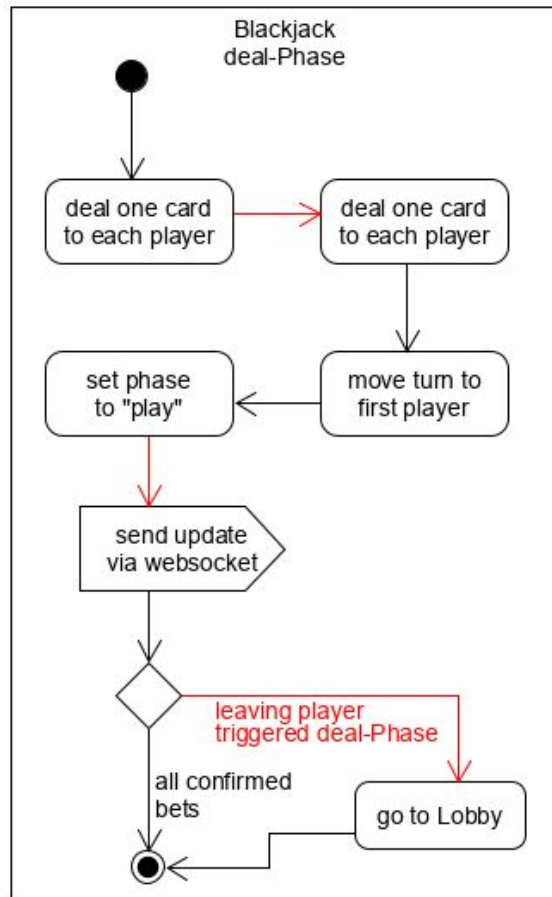 Blackjack
deal-Phase
deal one card
to each player
deal one card
to each player
set phase
to "play"
move turn to
first player
send update
via websocket
leaving player
triggered deal-Phase
all confirmed
bets
go to Lobby